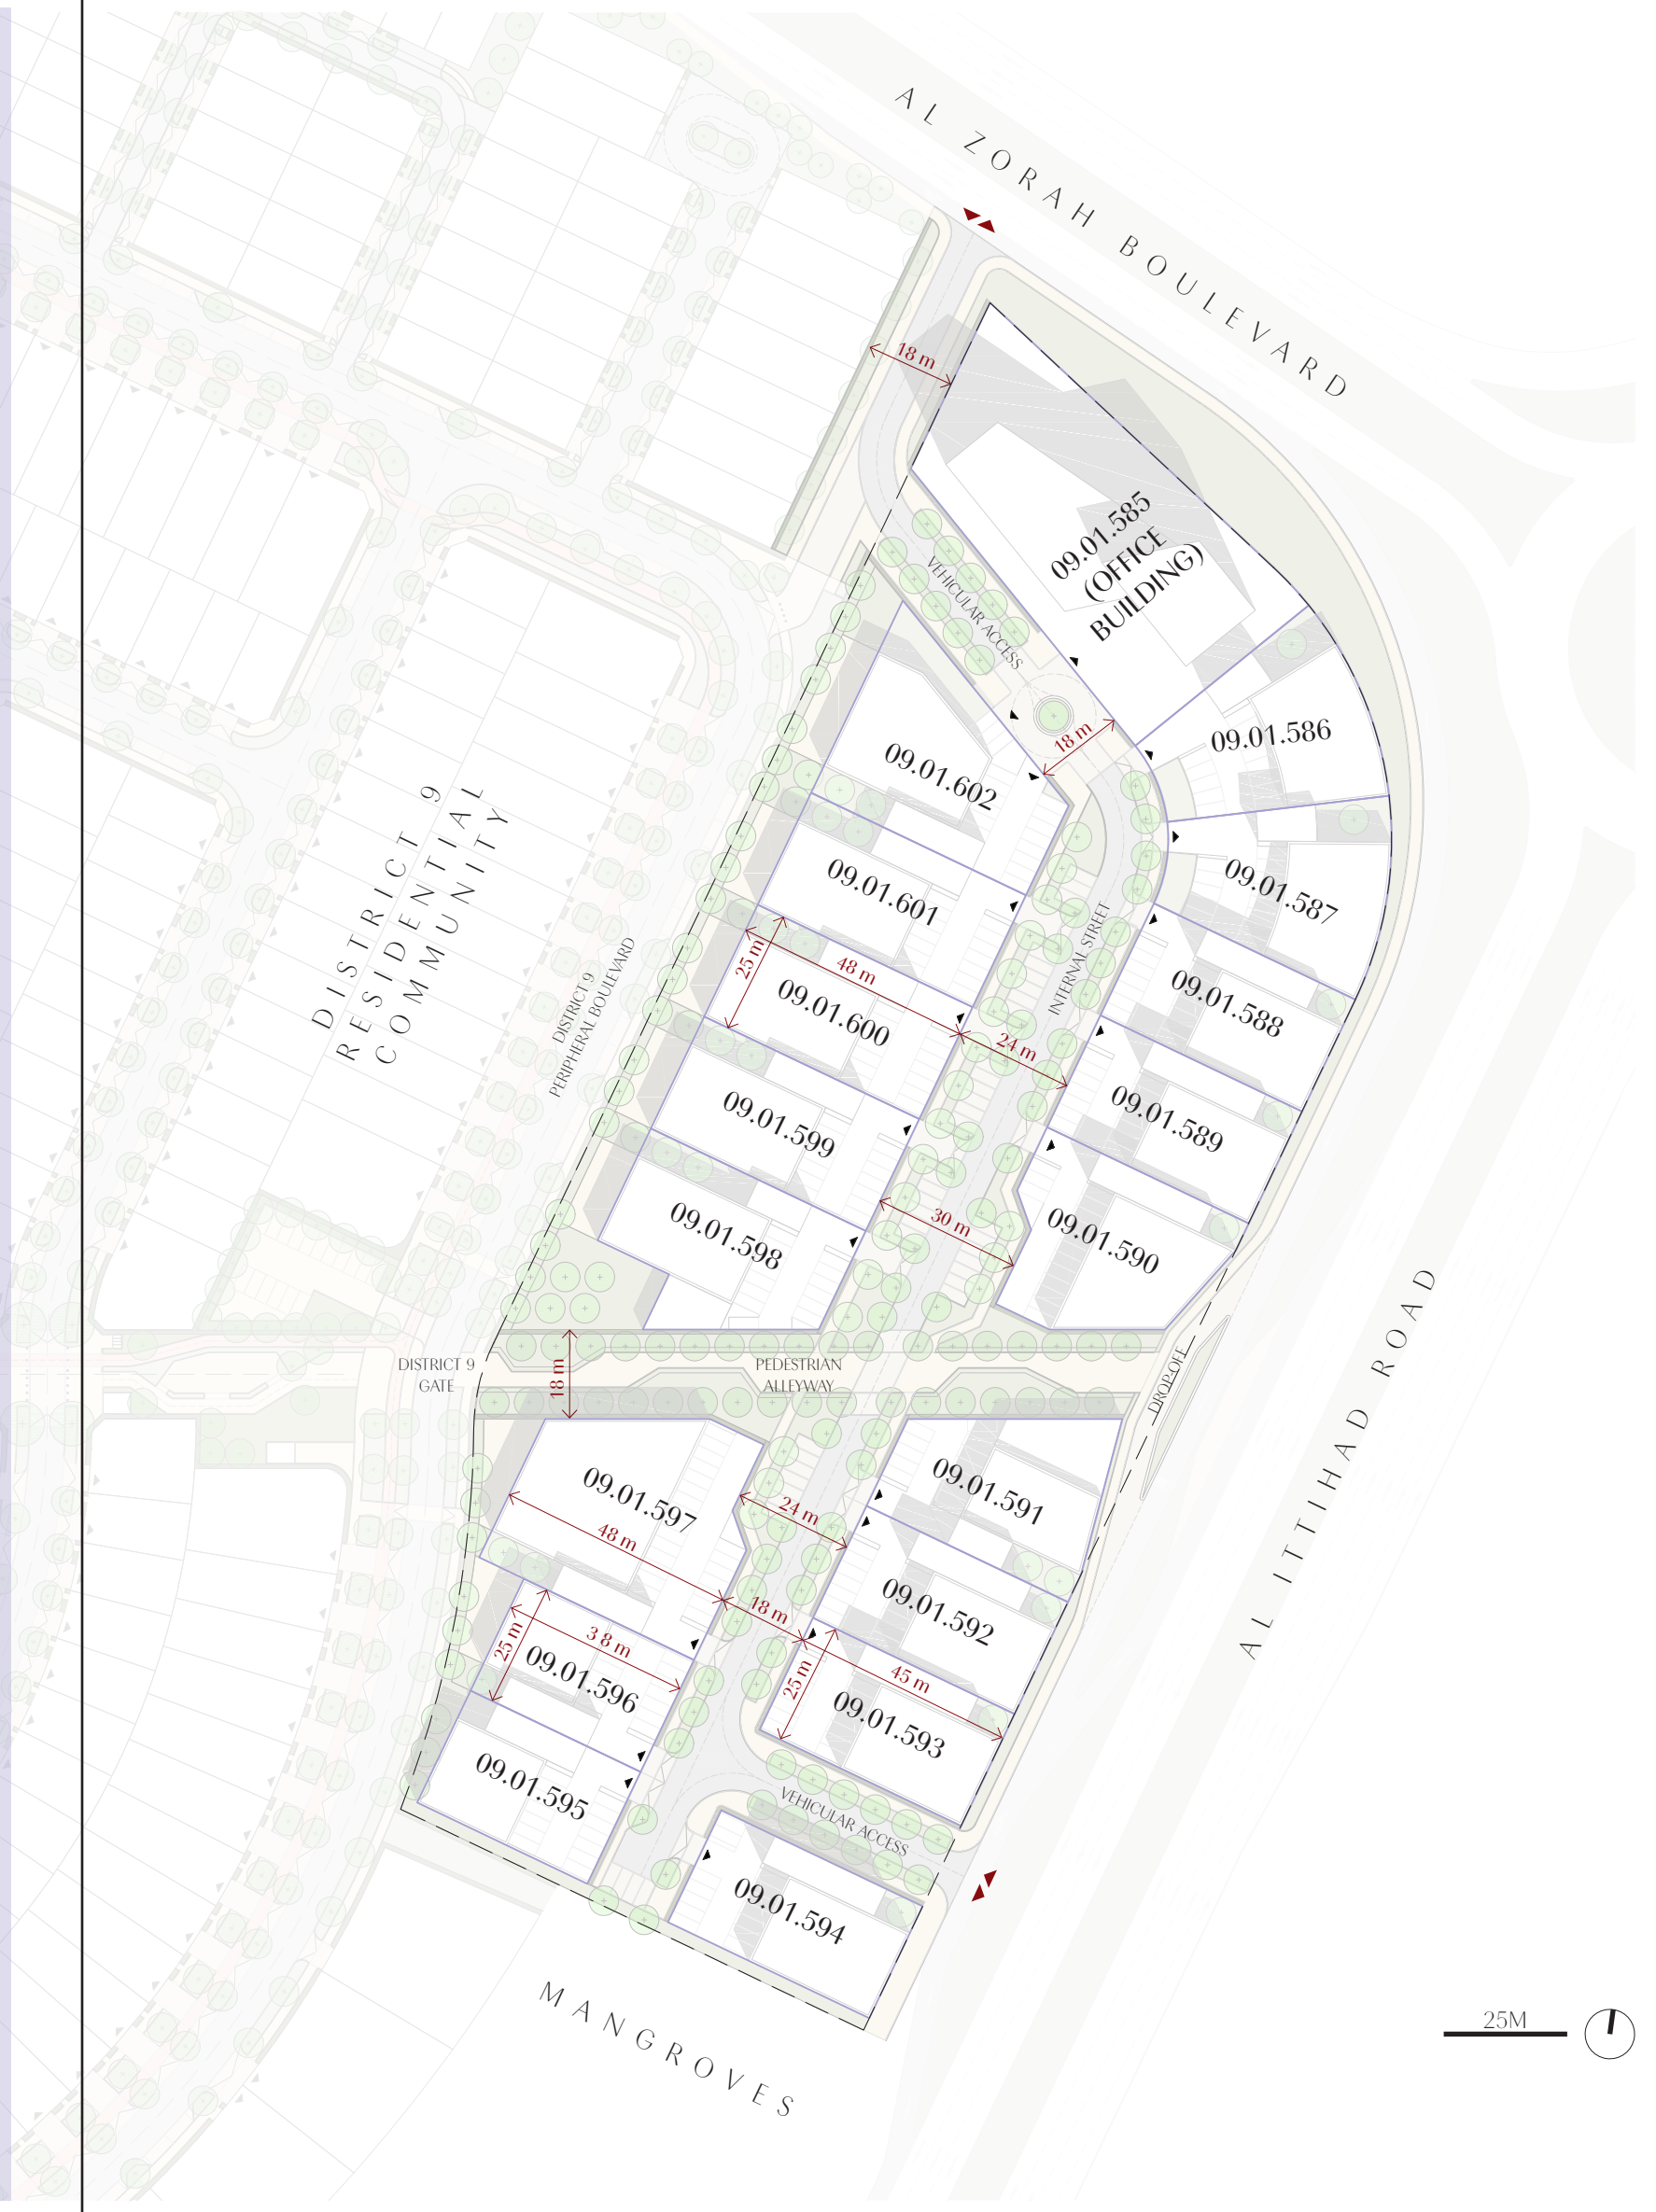 AL ZORAH BOULEVARD
18 m
09.01.585
(OFFICE
BUILDING)
VEHICULAR ACCESS
18 m
09.01.586
09.01.602
09.01.587
09.01.601
INTERNAL STREET
DISTRICT 9
RESIDENTIAL
COMMUNITY
DISTRICT 9
PERIPHERAL BOULEVARD
25 m
48 m
09.01.600
24 m
09.01.588
09.01.599
09.01.589
09.01.598
30 m
09.01.590
DISTRICT 9
GATE
18 m
PEDESTRIAN
ALLEYWAY
DROP-OFF
AL ITTIHAD ROAD
09.01.597
48 m
24 m
09.01.591
25 m
38 m
09.01.596
18 m
09.01.592
25 m
45 m
09.01.593
09.01.595
VEHICULAR ACCESS
09.01.594
MANGROVES
25M